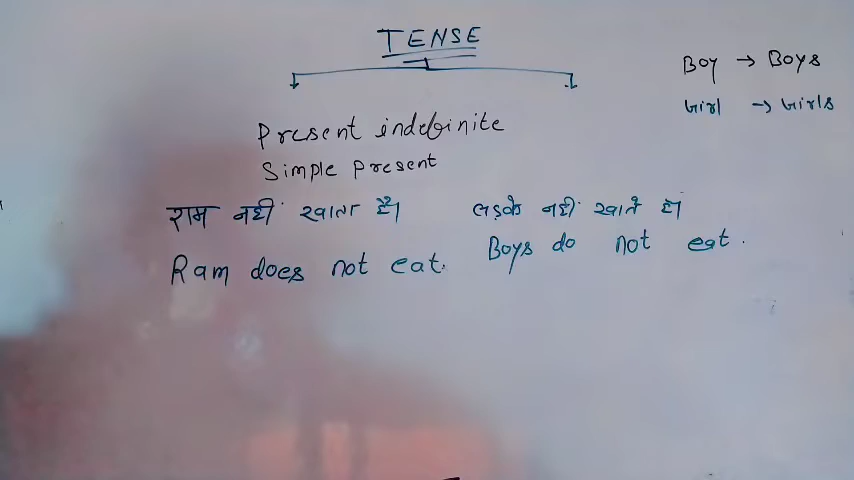 TENSE
Boy → Boys
Girl → Girls
Present indefinite
Simple present
राम नहीं खाता है। लड़के नहीं खाते है।
Ram does not eat. Boys do not eat.